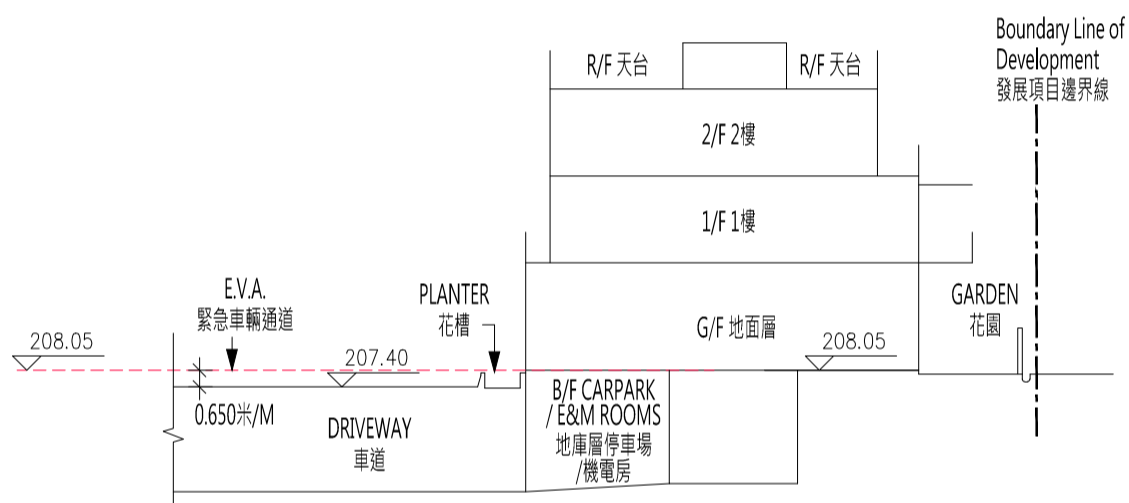 Boundary Line of
Development
發展項目邊界線
R/F 天台
R/F 天台
2/F 2樓
1/F 1樓
E.V.A.
緊急車輛通道
PLANTER
花槽
GARDEN
花園
G/F 地面層
208.05
207.40
208.05
0.650米/M
B/F CARPARK
/ E&M ROOMS
地庫層停車場
/機電房
DRIVEWAY
車道